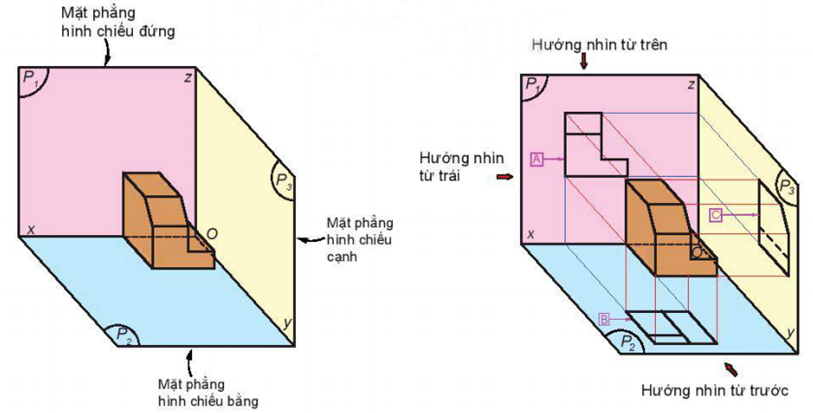 Mặt phẳng
hình chiếu đứng
P1
z
P3
x
O
Mặt phẳng
hình chiếu
cạnh
y
P2
Mặt phẳng
hình chiếu bằng
Hướng nhìn từ trên
P1
z
A
Hướng nhìn
từ trái
P3
C
x
O
B
y
P2
Hướng nhìn từ trước